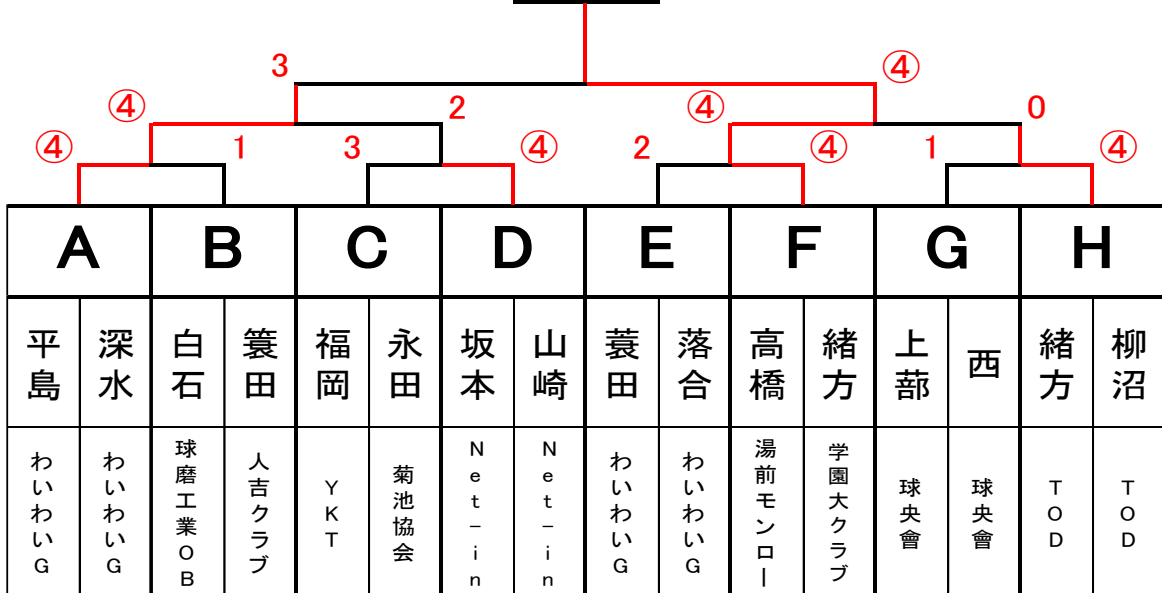 3 ④
④ 2 ④ 0
④ 1 3 ④ 2 ④ 1 ④
A B C D E F G H
平島 深水 白石 簑田 福岡 永田 坂本 山崎 蓑田 落合 高橋 緒方 上蔀 西 緒方 柳沼
わいわいG わいわいG 球磨工業OB 人吉クラブ YKT 菊池協会 Net-in Net-in わいわいG わいわいG 湯前モンロー 学園大クラブ 球央會 球央會 TOD TOD